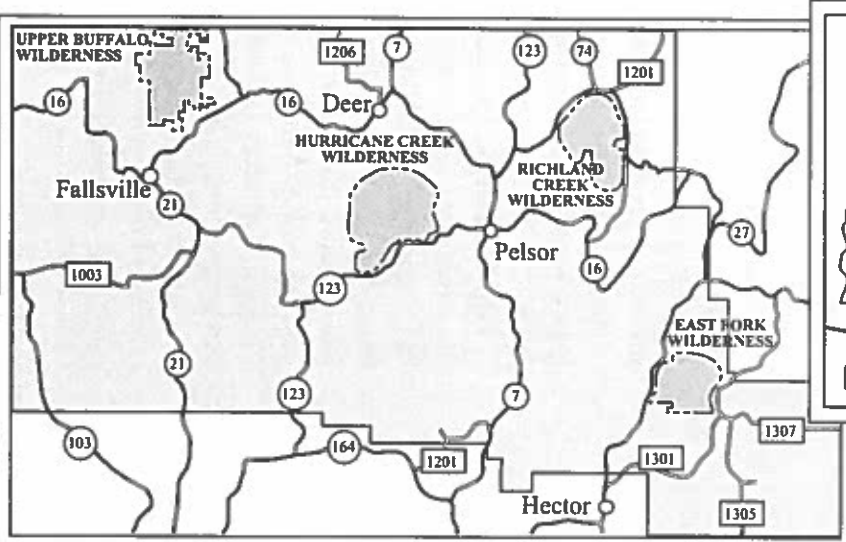 UPPER BUFFALO
WILDERNESS
1206
7
123
74
1201
16
16
Deer
HURRICANE CREEK
WILDERNESS
RICHLAND
CREEK
WILDERNESS
Fallsville
21
Pelsor
27
1003
123
16
EAST FORK
WILDERNESS
21
123
7
103
164
1201
1301
1307
Hector
1305